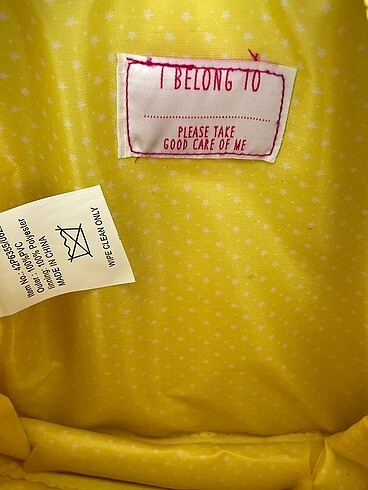 I BELONG TO
PLEASE TAKE
GOOD CARE OF ME
Item No.:
Outer : 100% PVC
lining: 100% Polyester
MADE IN CHINA
WIPE CLEAN ONLY